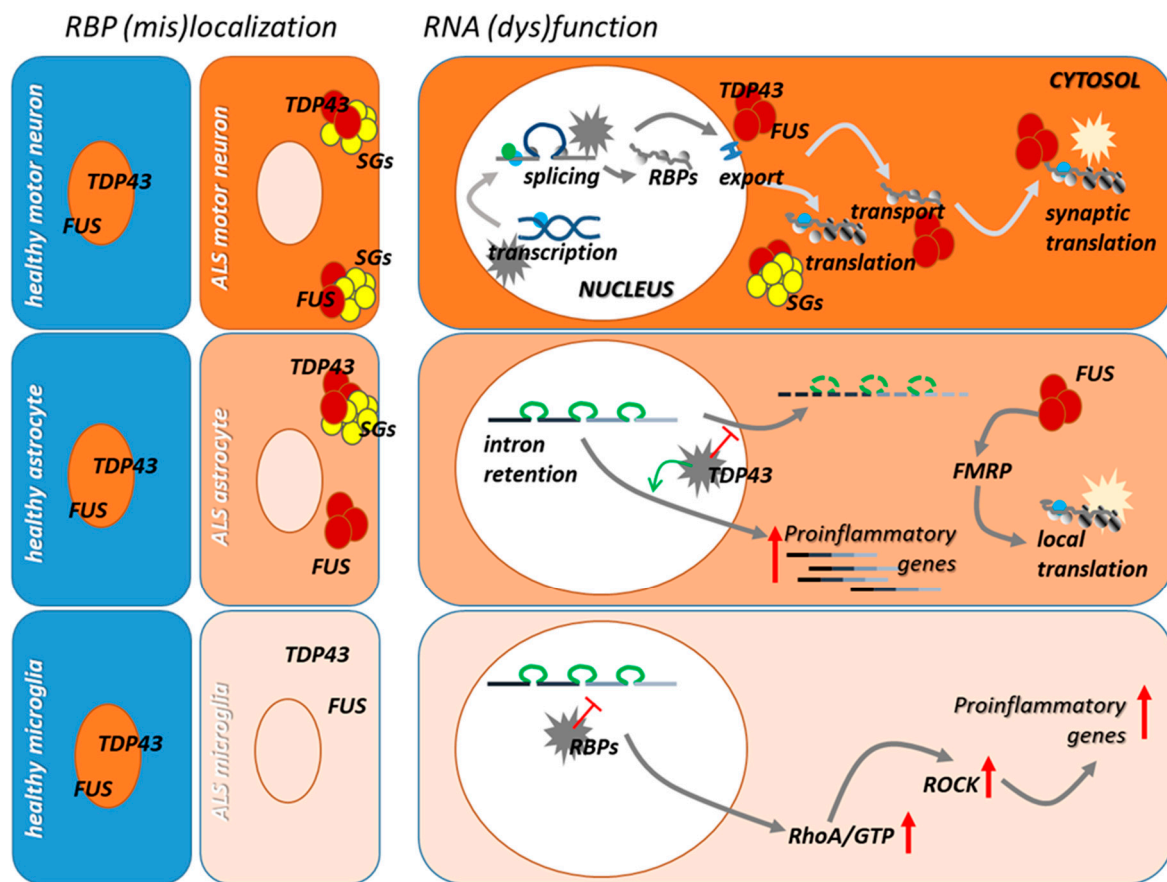 RBP (mis)localization
RNA (dys)function
healthy motor neuron
TDP43
FUS
ALS motor neuron
TDP43
SGs
SGs
FUS
TDP43
FUS
CYTOSOL
splicing
RBPs
export
transcription
NUCLEUS
transport
translation
SGs
synaptic
translation
healthy astrocyte
TDP43
FUS
ALS astrocyte
TDP43
SGs
FUS
intron
retention
TDP43
Proinflammatory
genes
FUS
FMRP
local
translation
healthy microglia
TDP43
FUS
ALS microglia
TDP43
FUS
RBPs
RhoA/GTP
ROCK
Proinflammatory
genes